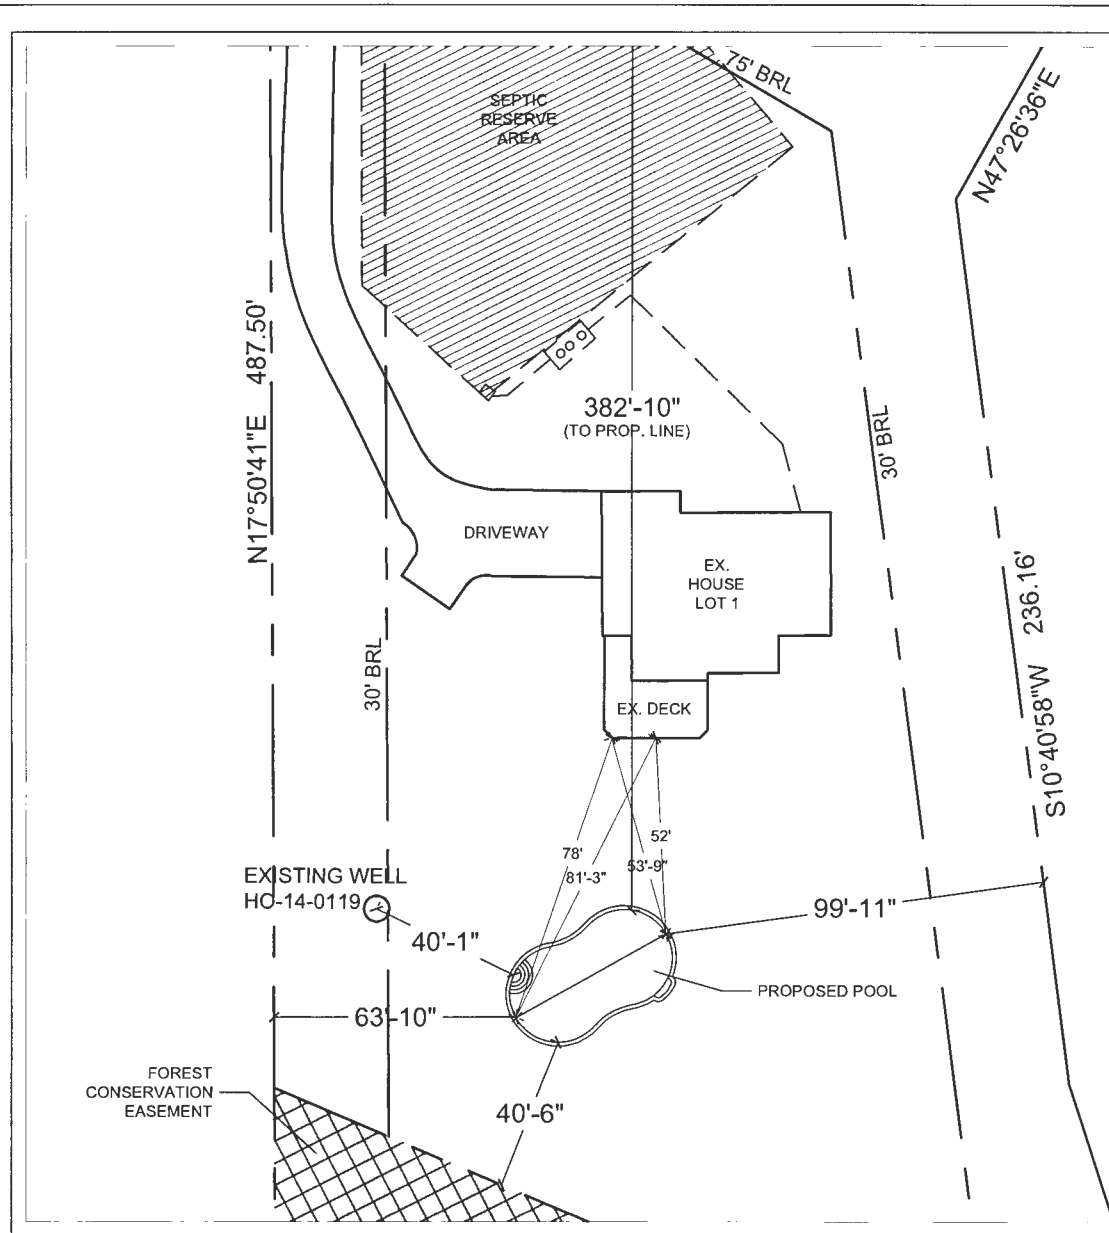 75' BRL
N47°26'36"E
SEPTIC
RESERVE
AREA
N17°50'41"E 487.50'
382'-10"
(TO PROP. LINE)
30' BRL
DRIVEWAY
EX.
HOUSE
LOT 1
S10°40'58"W 236.16'
30' BRL
EX. DECK
52'
78'
53'-9"
81'-3"
EXISTING WELL
HO-14-0119
99'-11"
40'-1"
PROPOSED POOL
63'-10"
FOREST
CONSERVATION
EASEMENT
40'-6"